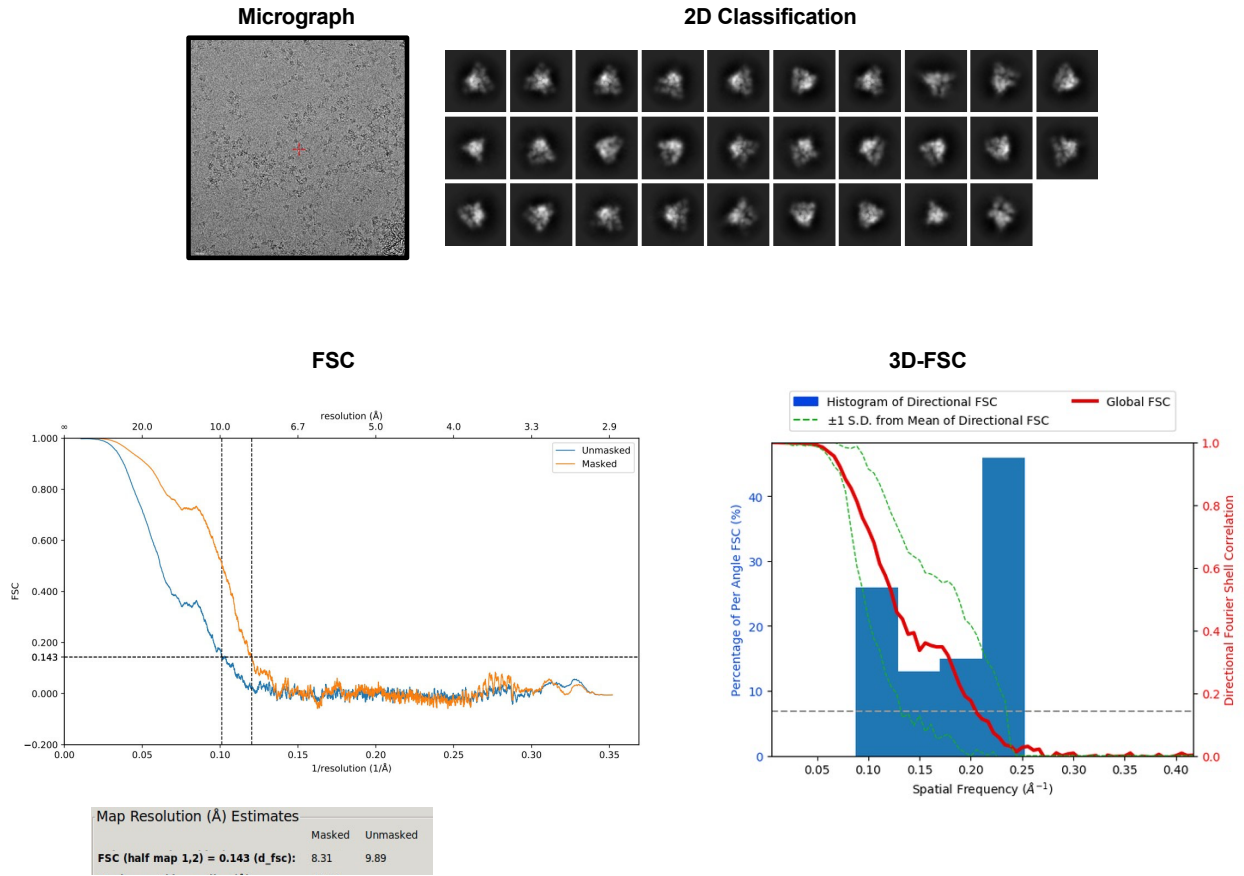 Micrograph
2D Classification
FSC
resolution (Å)
∞ 20.0 10.0 6.7 5.0 4.0 3.3 2.9
1.000
0.800
0.600
0.400
0.200
0.143
0.000
−0.200
FSC
Unmasked
Masked
0.00 0.05 0.10 0.15 0.20 0.25 0.30 0.35
1/resolution (1/Å)
3D-FSC
Histogram of Directional FSC
Global FSC
±1 S.D. from Mean of Directional FSC
Percentage of Per Angle FSC (%)
40
30
20
10
0
1.0
0.8
0.6
0.4
0.2
0.0
Directional Fourier Shell Correlation
0.05 0.10 0.15 0.20 0.25 0.30 0.35 0.40
Spatial Frequency (Å⁻¹)
Map Resolution (Å) Estimates
Masked Unmasked
FSC (half map 1,2) = 0.143 (d_fsc): 8.31 9.89